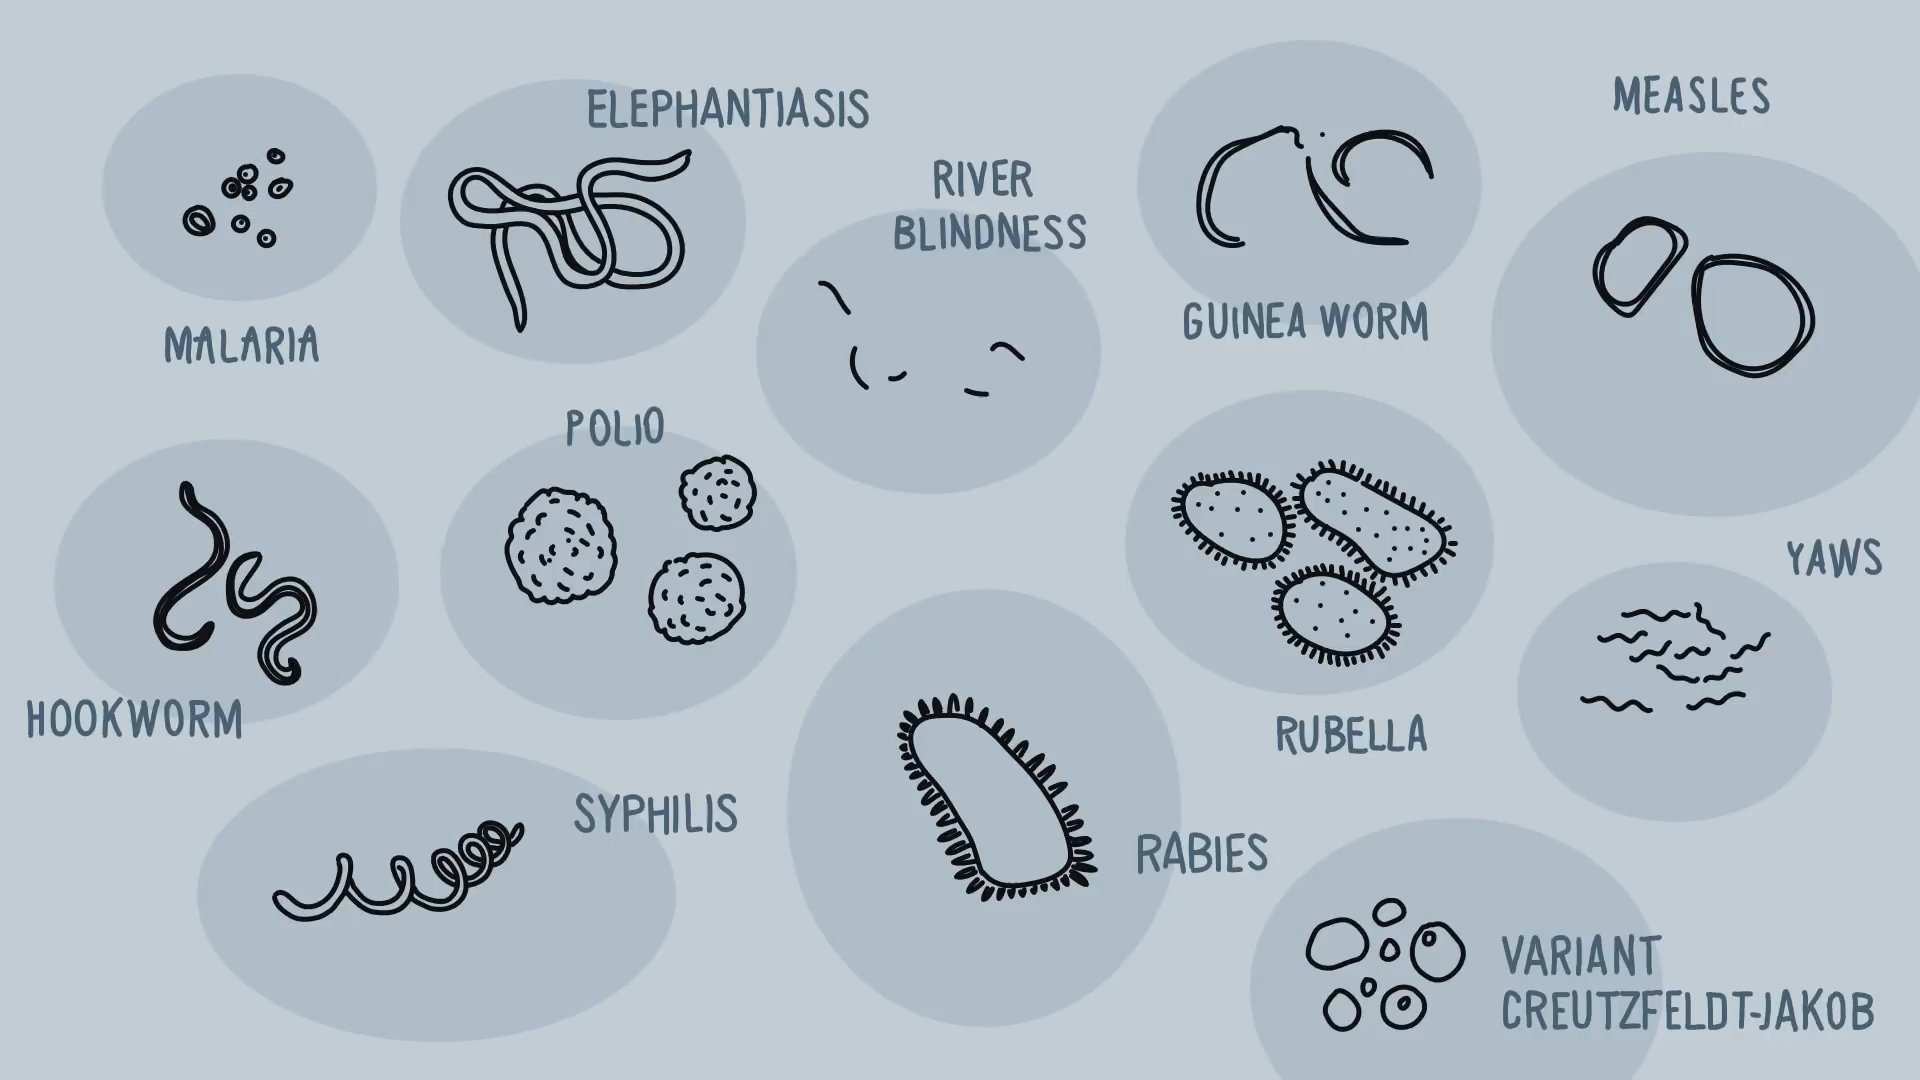 MEASLES
ELEPHANTIASIS
RIVER
BLINDNESS
GUINEA WORM
MALARIA
POLIO
YAWS
HOOKWORM
RUBELLA
SYPHILIS
RABIES
VARIANT
CREUTZFELDT-JAKOB